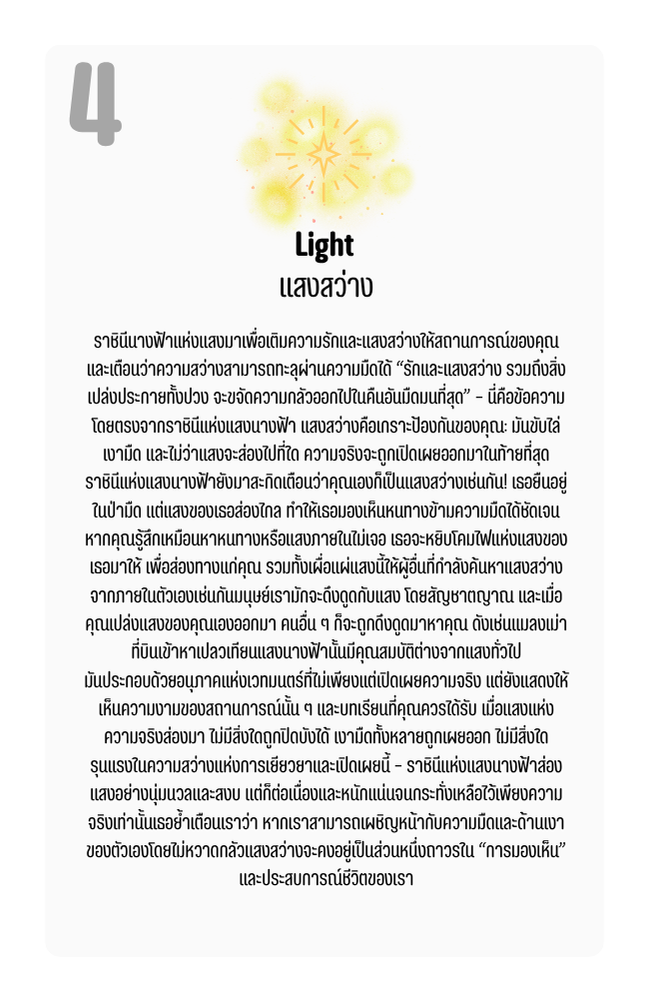 4
Light
แสงสว่าง
ราชินีนางฟ้าแห่งแสงมาเพื่อเติมความรักและแสงสว่างให้สถานการณ์ของคุณ
และเตือนว่าความสว่างสามารถทะลุผ่านความมืดได้ “รักและแสงสว่าง รวมถึงสิ่ง
เปล่งประกายทั้งปวง จะขจัดความกลัวออกไปในคืนอันมืดมนที่สุด” – นี่คือข้อความ
โดยตรงจากราชินีแห่งแสงนางฟ้า แสงสว่างคือเกราะป้องกันของคุณ: มันขับไล่
เงามืด และไม่ว่าแสงจะส่องไปที่ใด ความจริงจะถูกเปิดเผยออกมาในท้ายที่สุด
ราชินีแห่งแสงนางฟ้ายังมาสะกิดเตือนว่าคุณเองก็เป็นแสงสว่างเช่นกัน! เธอยืนอยู่
ในป่ามืด แต่แสงของเธอส่องไกล ทำให้เธอมองเห็นหนทางข้ามความมืดได้ชัดเจน
หากคุณรู้สึกเหมือนหาหนทางหรือแสงภายในไม่เจอ เธอจะหยิบโคมไฟแห่งแสงของ
เธอมาให้ เพื่อส่องทางแก่คุณ รวมทั้งเผื่อแผ่แสงนี้ให้ผู้อื่นที่กำลังค้นหาแสงสว่าง
จากภายในตัวเองเช่นกันมนุษย์เรามักจะดึงดูดกับแสง โดยสัญชาตญาณ และเมื่อ
คุณเปล่งแสงของคุณเองออกมา คนอื่น ๆ ก็จะถูกดึงดูดมาหาคุณ ดังเช่นแมลงเม่า
ที่บินเข้าหาเปลวเทียนแสงนางฟ้านั้นมีคุณสมบัติต่างจากแสงทั่วไป
มันประกอบด้วยอนุภาคแห่งเวทมนตร์ที่ไม่เพียงแต่เปิดเผยความจริง แต่ยังแสดงให้
เห็นความงามของสถานการณ์นั้น ๆ และบทเรียนที่คุณควรได้รับ เมื่อแสงแห่ง
ความจริงส่องมา ไม่มีสิ่งใดถูกปิดบังได้ เงามืดทั้งหลายถูกเผยออก ไม่มีสิ่งใด
รุนแรงในความสว่างแห่งการเยียวยาและเปิดเผยนี้ – ราชินีแห่งแสงนางฟ้าส่อง
แสงอย่างนุ่มนวลและสงบ แต่ก็ต่อเนื่องและหนักแน่นจนกระทั่งเหลือไว้เพียงความ
จริงเท่านั้นเธอย้ำเตือนเราว่า หากเราสามารถเผชิญหน้ากับความมืดและด้านเงา
ของตัวเองโดยไม่หวาดกลัวแสงสว่างจะคงอยู่เป็นส่วนหนึ่งถาวรใน “การมองเห็น”
และประสบการณ์ชีวิตของเรา